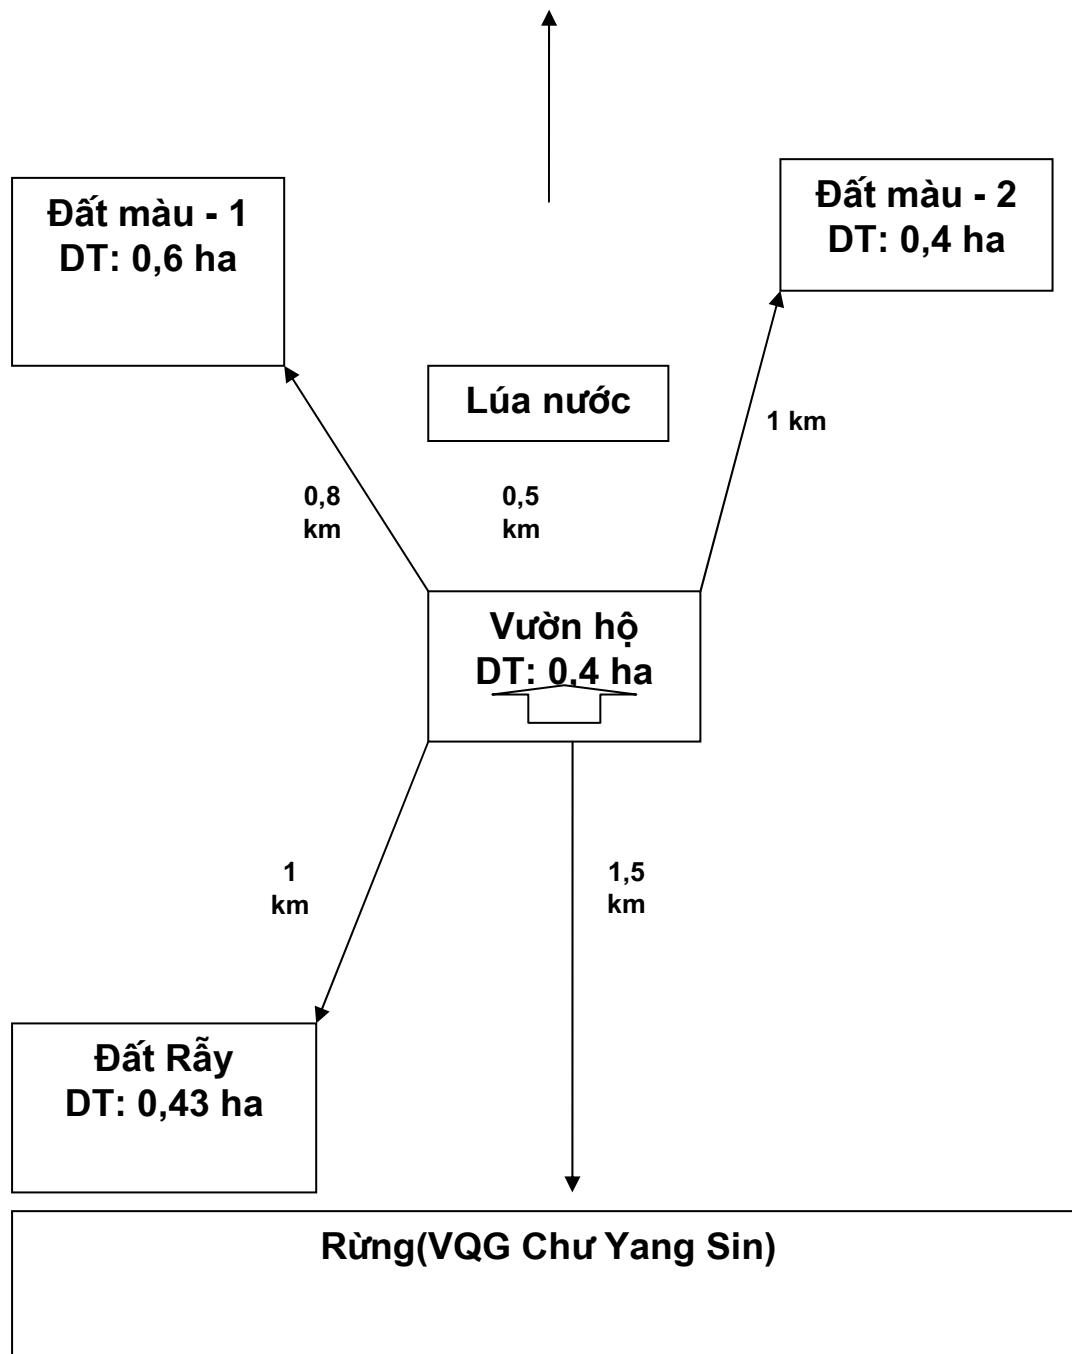 Đất màu - 1
DT: 0,6 ha
Đất màu - 2
DT: 0,4 ha
Lúa nước
1 km
0,8
km
0,5
km
Vườn hộ
DT: 0,4 ha
1
km
1,5
km
Đất Rẫy
DT: 0,43 ha
Rừng(VQG Chư Yang Sin)